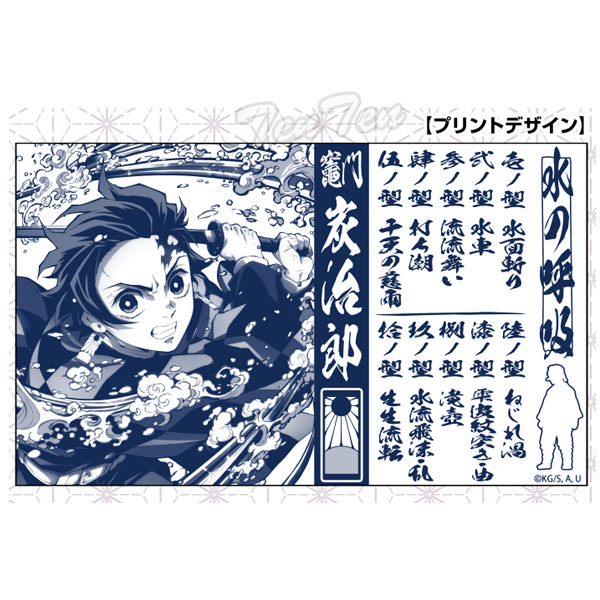 TenTen
【プリントデザイン】
水の呼吸
壱ノ型 水面斬り
弐ノ型 水車
参ノ型 流流舞い
肆ノ型 打ち潮
伍ノ型 干天の慈雨
陸ノ型 ねじれ渦
漆ノ型 雫波紋突き・曲
捌ノ型 滝壺
玖ノ型 水流飛沫・乱
拾ノ型 生生流転
竈門
炭治郎
©KG/S, A, U